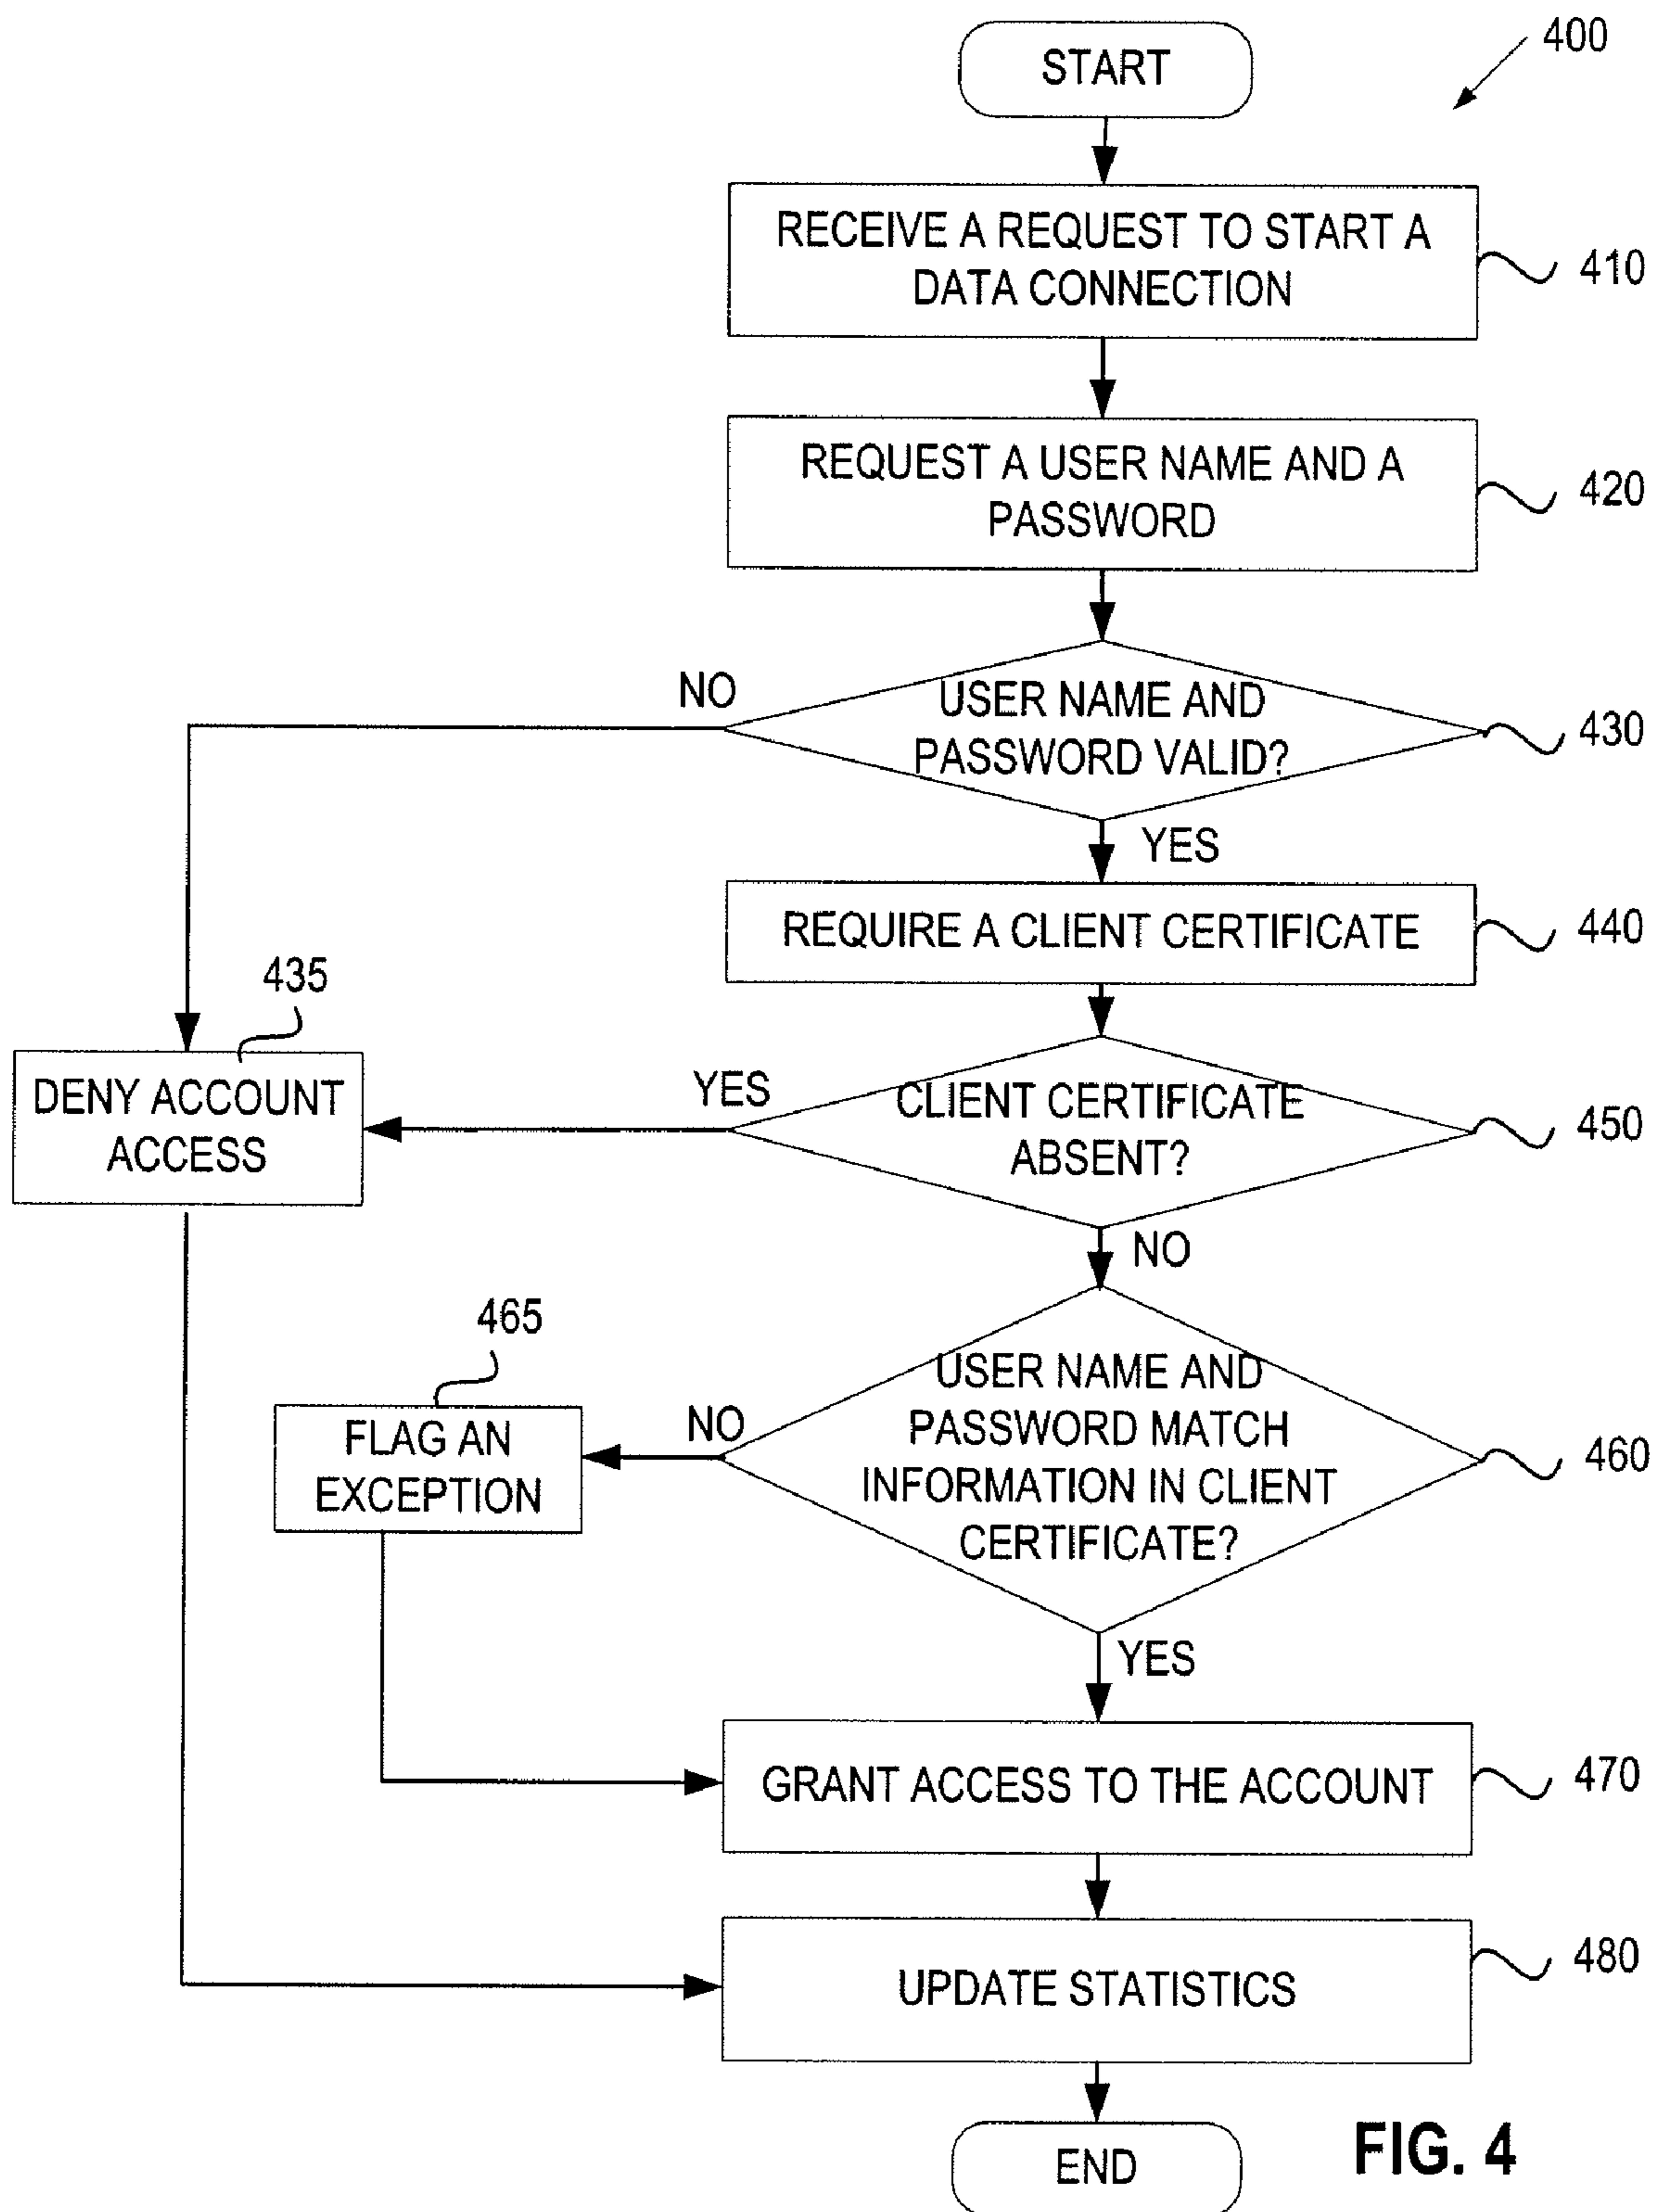 START
400
RECEIVE A REQUEST TO START A
DATA CONNECTION
410
REQUEST A USER NAME AND A
PASSWORD
420
NO
USER NAME AND
PASSWORD VALID?
430
YES
REQUIRE A CLIENT CERTIFICATE
440
435
DENY ACCOUNT
ACCESS
YES
CLIENT CERTIFICATE
ABSENT?
450
NO
465
FLAG AN
EXCEPTION
NO
USER NAME AND
PASSWORD MATCH
INFORMATION IN CLIENT
CERTIFICATE?
460
YES
GRANT ACCESS TO THE ACCOUNT
470
UPDATE STATISTICS
480
END
FIG. 4